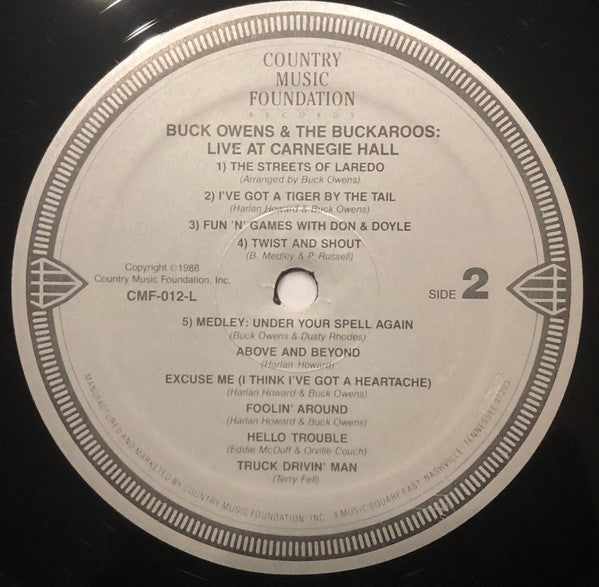 COUNTRY
MUSIC
FOUNDATION
RECORDS
BUCK OWENS & THE BUCKAROOS:
LIVE AT CARNEGIE HALL
1) THE STREETS OF LAREDO
(Arranged by Buck Owens)
2) I'VE GOT A TIGER BY THE TAIL
(Harlan Howard & Buck Owens)
3) FUN 'N' GAMES WITH DON & DOYLE
4) TWIST AND SHOUT
(B. Medley & P. Russell)
Copyright ©1988
Country Music Foundation, Inc.
CMF-012-L
SIDE 2
5) MEDLEY: UNDER YOUR SPELL AGAIN
(Buck Owens & Dusty Rhodes)
ABOVE AND BEYOND
(Harlan Howard)
EXCUSE ME (I THINK I'VE GOT A HEARTACHE)
(Harlan Howard & Buck Owens)
FOOLIN' AROUND
(Harlan Howard & Buck Owens)
HELLO TROUBLE
(Eddie McDuff & Orville Couch)
TRUCK DRIVIN' MAN
(Terry Fell)
MANUFACTURED AND MARKETED BY COUNTRY MUSIC FOUNDATION, INC. 4 MUSIC SQUARE EAST, NASHVILLE, TENNESSEE 37203